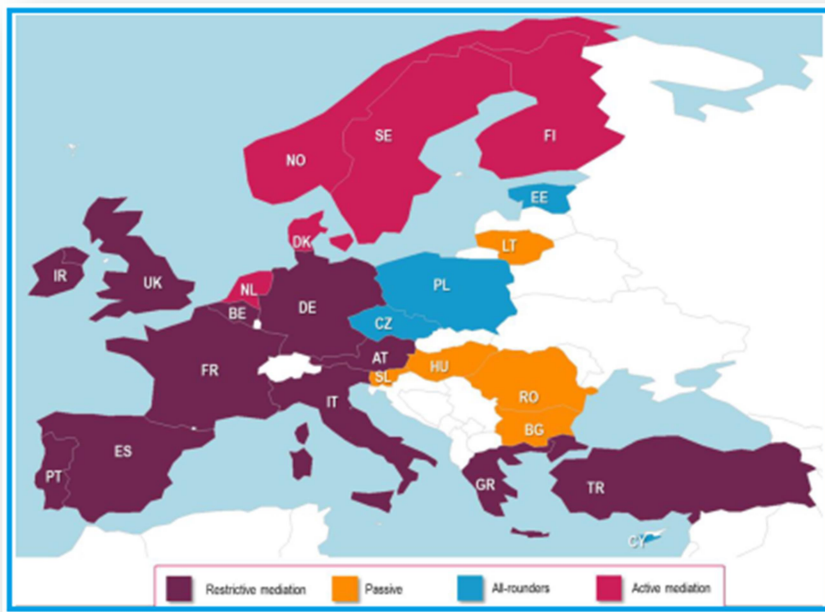 SE
NO
FI
EE
DK
LT
IR
UK
NL
PL
BE
DE
CZ
FR
AT
HU
SL
IT
RO
BG
ES
PT
GR
TR
CY
Restrictive mediation Passive All-rounders Active mediation